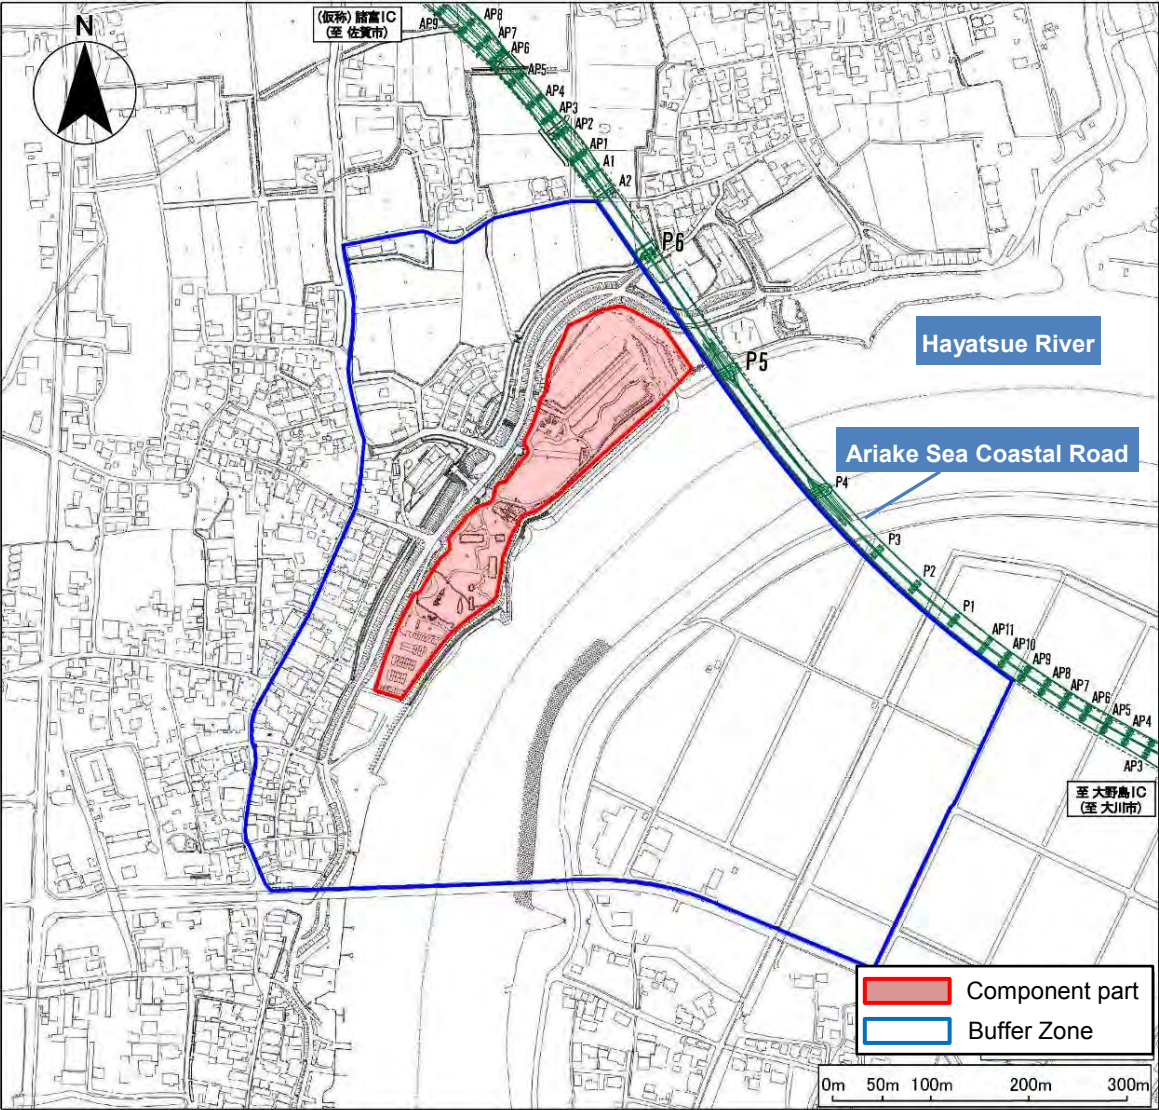 N
(仮称) 諸富IC
(至 佐賀市)
AP9
AP8
AP7
AP6
AP5
AP4
AP3
AP2
AP1
A1
A2
P6
P5
Hayatsue River
Ariake Sea Coastal Road
P4
P3
P2
P1
AP11
AP10
AP9
AP8
AP7
AP6
AP5
AP4
AP3
至 大野島IC
(至 大川市)
Component part
Buffer Zone
0m 50m 100m 200m 300m